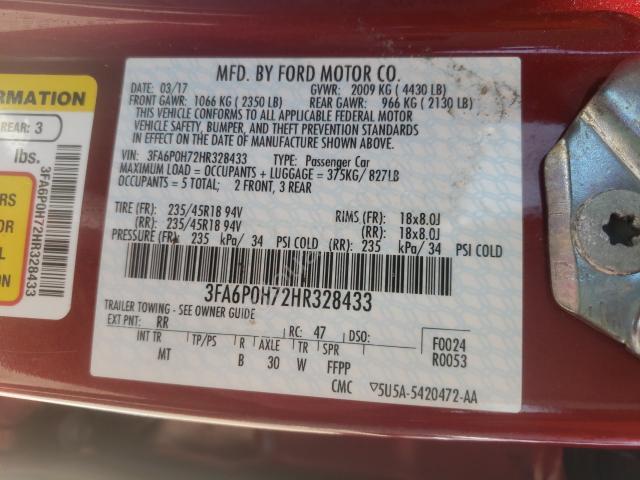 MFD. BY FORD MOTOR CO.
DATE: 03/17 GVWR: 2009 KG ( 4430 LB)
FRONT GAWR: 1066 KG ( 2350 LB) REAR GAWR: 966 KG ( 2130 LB)
THIS VEHICLE CONFORMS TO ALL APPLICABLE FEDERAL MOTOR
VEHICLE SAFETY, BUMPER, AND THEFT PREVENTION STANDARDS
IN EFFECT ON THE DATE OF MANUFACTURE SHOWN ABOVE.
VIN: 3FA6P0H72HR328433 TYPE: Passenger Car
MAXIMUM LOAD = OCCUPANTS + LUGGAGE = 375KG/ 827LB
OCCUPANTS = 5 TOTAL; 2 FRONT, 3 REAR
TIRE (FR): 235/45R18 94V RIMS (FR): 18x8.0J
(RR): 235/45R18 94V (RR): 18x8.0J
PRESSURE (FR): 235 kPa/ 34 PSI COLD (RR): 235 kPa/ 34 PSI COLD
3FA6P0H72HR328433
TRAILER TOWING - SEE OWNER GUIDE
EXT PNT: RR RC: 47 DSO: F0024
R0053
INT TR TP/PS R AXLE TR SPR
MT B 30 W FFPP
CMC ▽5U5A-5420472-AA
ORMATION
REAR: 3
lbs.
ERS
OR
L
ION
3FA6P0H72HR328433